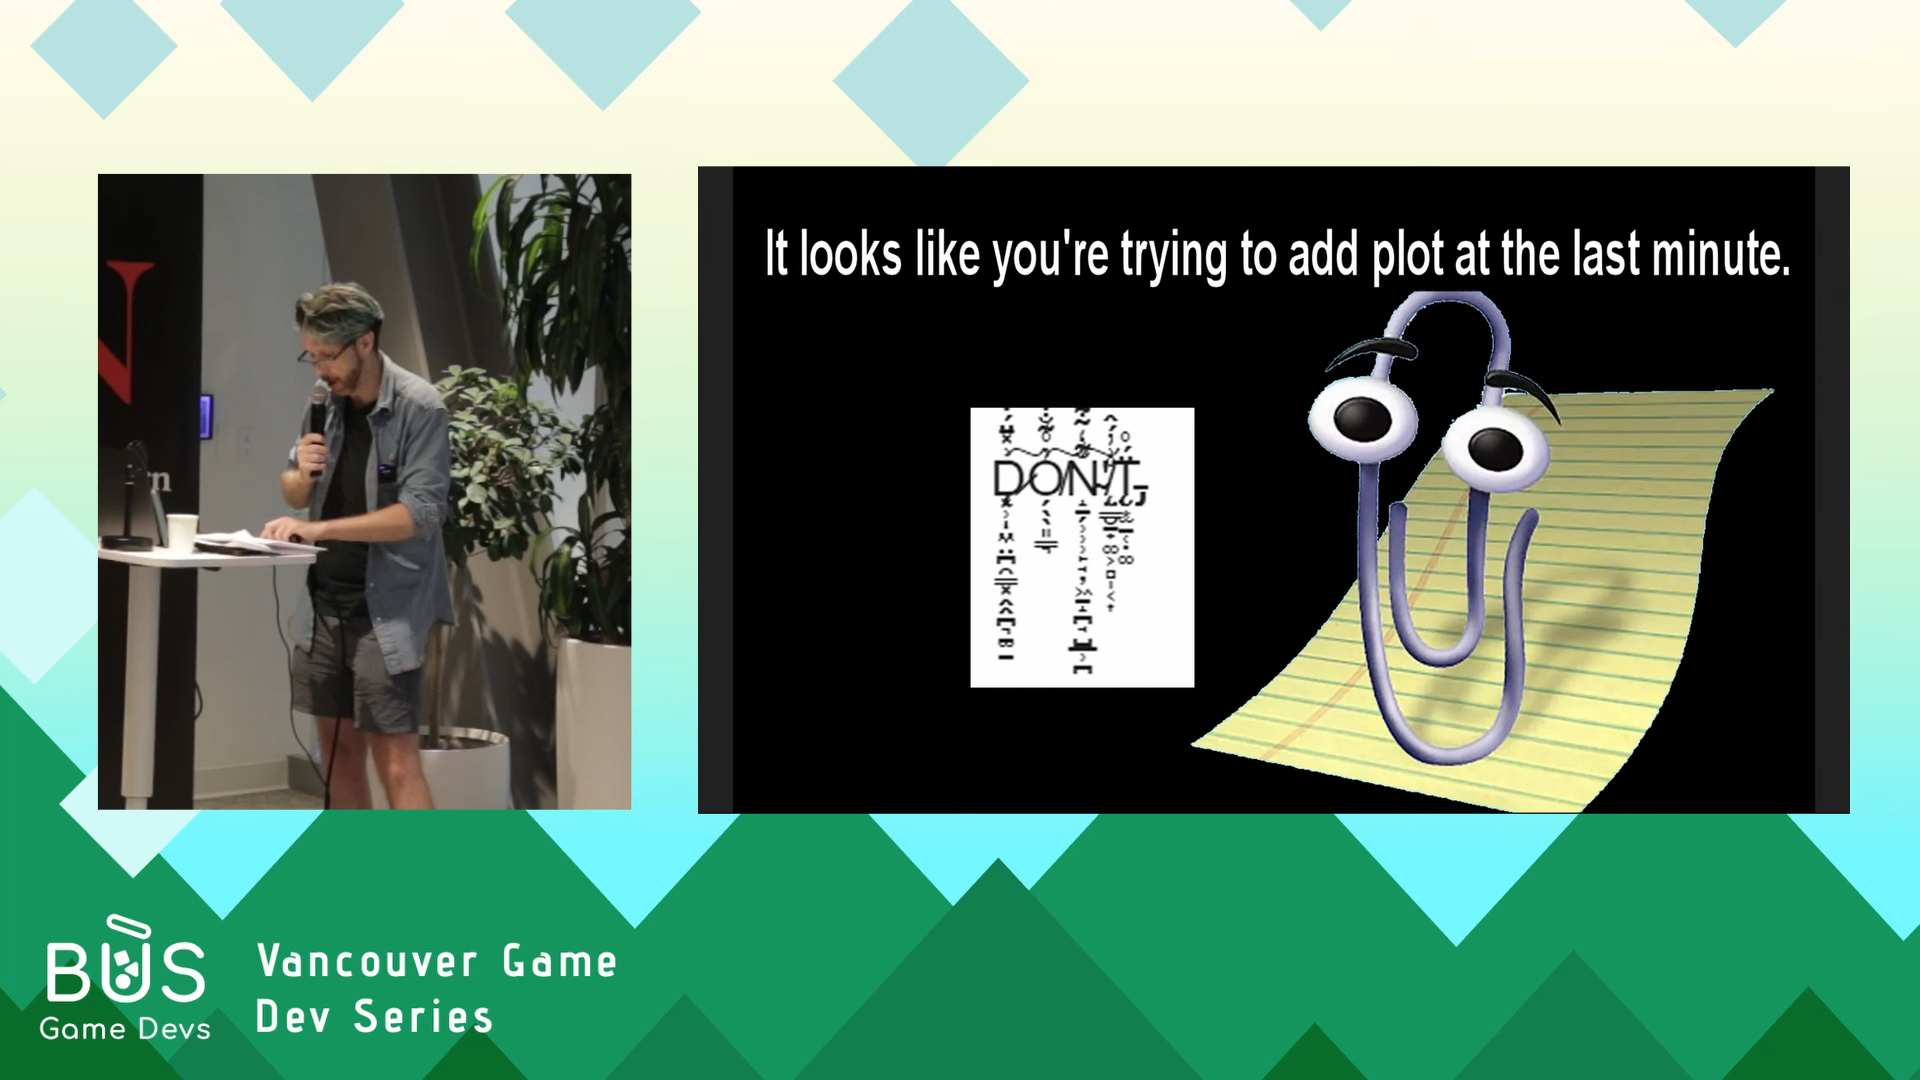 It looks like you're trying to add plot at the last minute.
DON'T
N
BUS
Game Devs
Vancouver Game
Dev Series